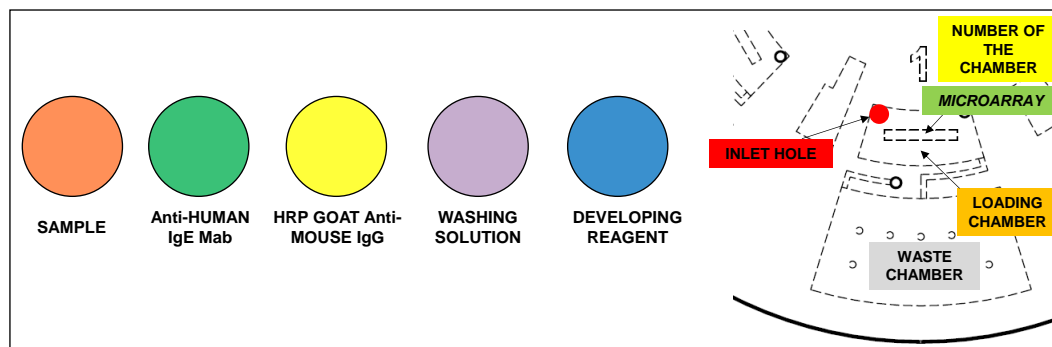 SAMPLE
Anti-HUMAN
IgE Mab
HRP GOAT Anti-
MOUSE IgG
WASHING
SOLUTION
DEVELOPING
REAGENT
1
NUMBER OF
THE
CHAMBER
MICROARRAY
INLET HOLE
LOADING
CHAMBER
WASTE
CHAMBER